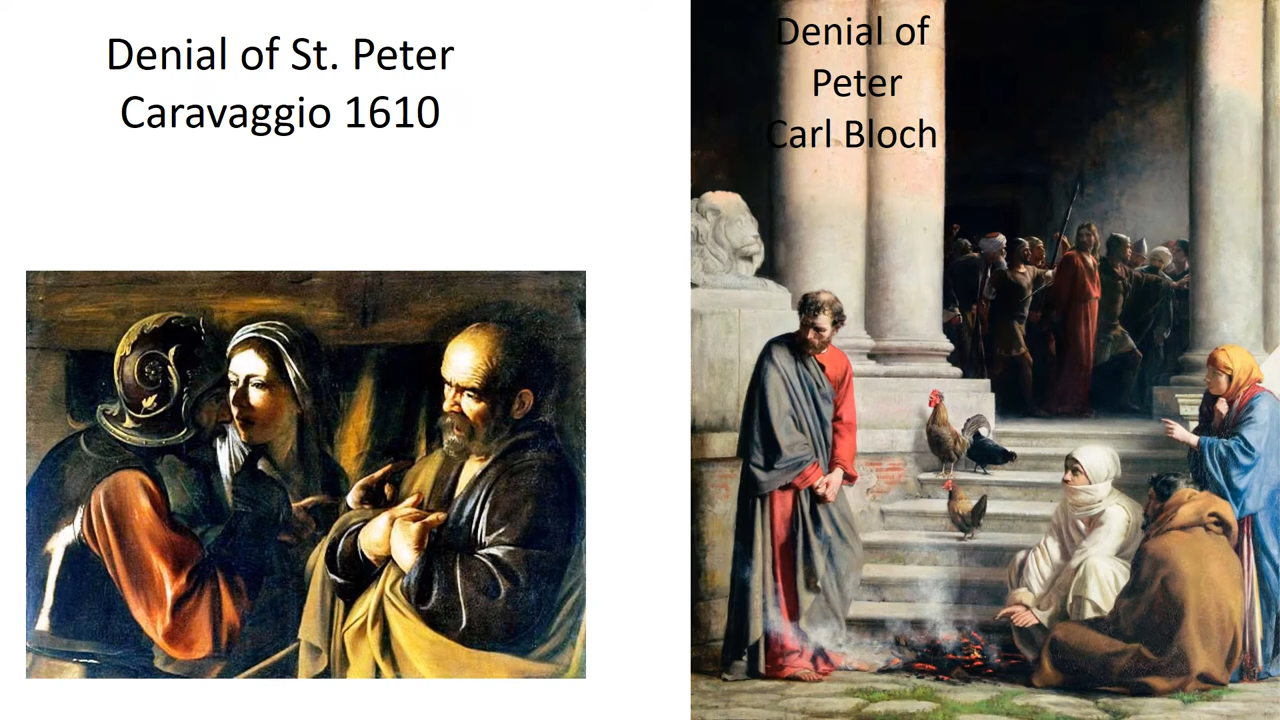 Denial of St. Peter
Caravaggio 1610
Denial of
Peter
Carl Bloch